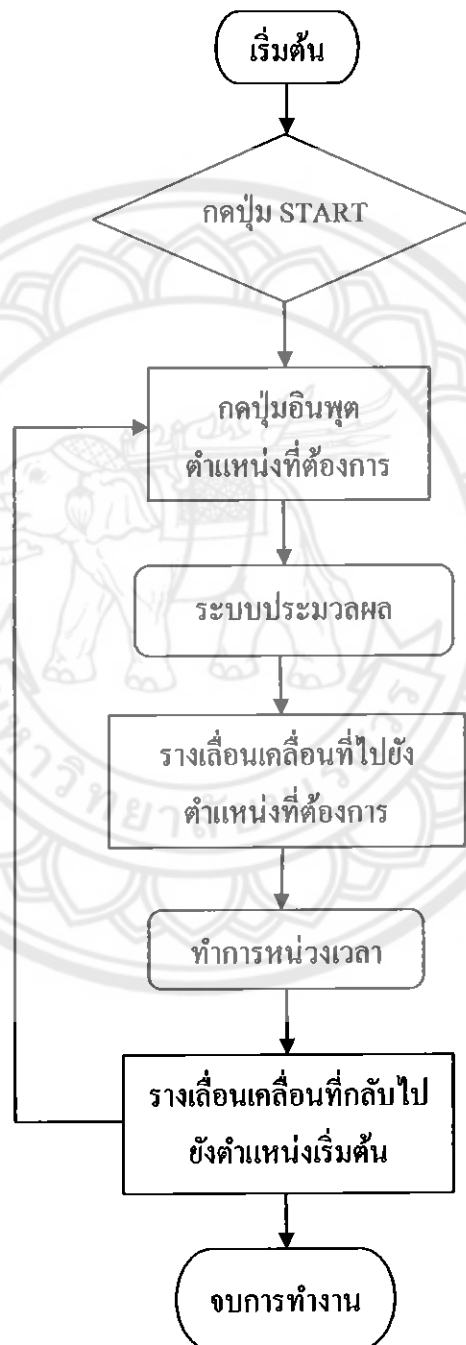 เริ่มต้น
กดปุ่ม START
กดปุ่มอินพุต
ตำแหน่งที่ต้องการ
ระบบประมวลผล
รางเลื่อนเคลื่อนที่ไปยัง
ตำแหน่งที่ต้องการ
ทำการหน่วงเวลา
รางเลื่อนเคลื่อนที่กลับไป
ยังตำแหน่งเริ่มต้น
จบการทำงาน